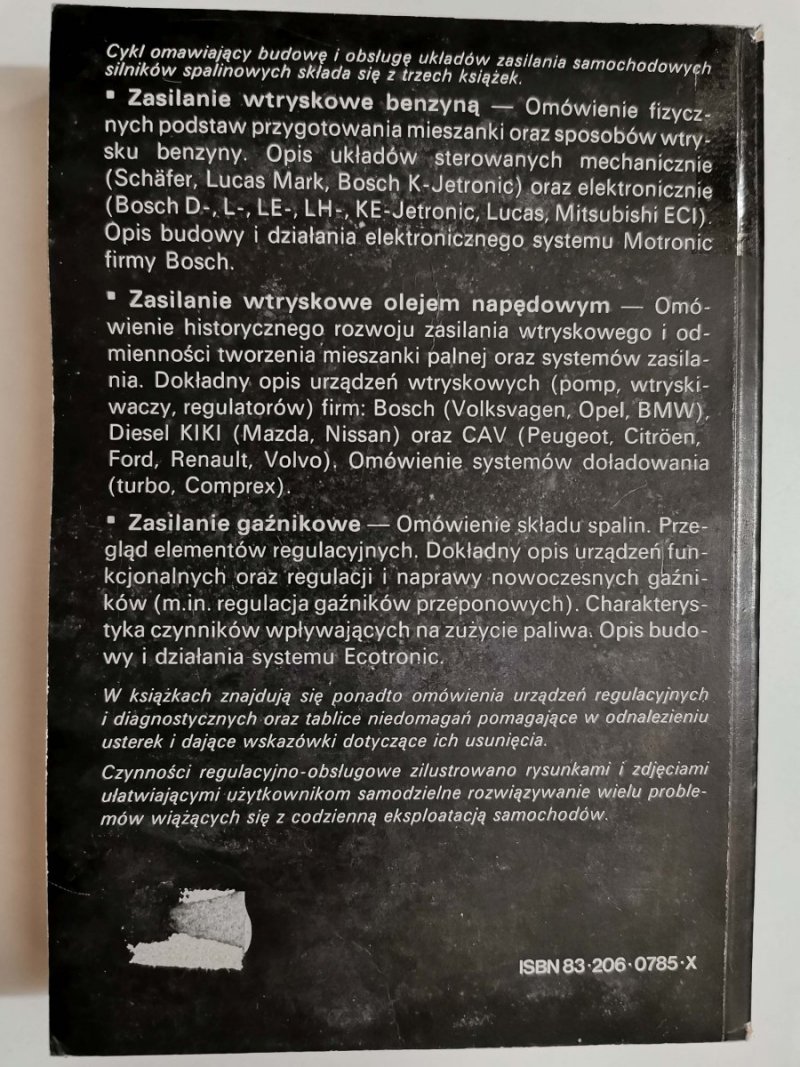 Cykl omawiający budowę i obsługę układów zasilania samochodowych
silników spalinowych składa się z trzech książek.
▪ Zasilanie wtryskowe benzyną — Omówienie fizycz-
nych podstaw przygotowania mieszanki oraz sposobów wtry-
sku benzyny. Opis układów sterowanych mechanicznie
(Schäfer, Lucas Mark, Bosch K-Jetronic) oraz elektronicznie
(Bosch D-, L-, LE-, LH-, KE-Jetronic, Lucas, Mitsubishi ECI).
Opis budowy i działania elektronicznego systemu Motronic
firmy Bosch.
▪ Zasilanie wtryskowe olejem napędowym — Omó-
wienie historycznego rozwoju zasilania wtryskowego i od-
mienności tworzenia mieszanki palnej oraz systemów zasila-
nia. Dokładny opis urządzeń wtryskowych (pomp, wtryski-
waczy, regulatorów) firm: Bosch (Volksvagen, Opel, BMW),
Diesel KIKI (Mazda, Nissan) oraz CAV (Peugeot, Citröen,
Ford, Renault, Volvo). Omówienie systemów doładowania
(turbo, Comprex).
▪ Zasilanie gaźnikowe — Omówienie składu spalin. Prze-
gląd elementów regulacyjnych. Dokładny opis urządzeń fun-
kcjonalnych oraz regulacji i naprawy nowoczesnych gaźni-
ków (m.in. regulacja gaźników przeponowych). Charakterys-
tyka czynników wpływających na zużycie paliwa. Opis budo-
wy i działania systemu Ecotronic.
W książkach znajdują się ponadto omówienia urządzeń regulacyjnych
i diagnostycznych oraz tablice niedomagań pomagające w odnalezieniu
usterek i dające wskazówki dotyczące ich usunięcia.
Czynności regulacyjno-obsługowe zilustrowano rysunkami i zdjęciami
ułatwiającymi użytkownikom samodzielne rozwiązywanie wielu proble-
mów wiążących się z codzienną eksploatacją samochodów.
ISBN 83·206·0785·X